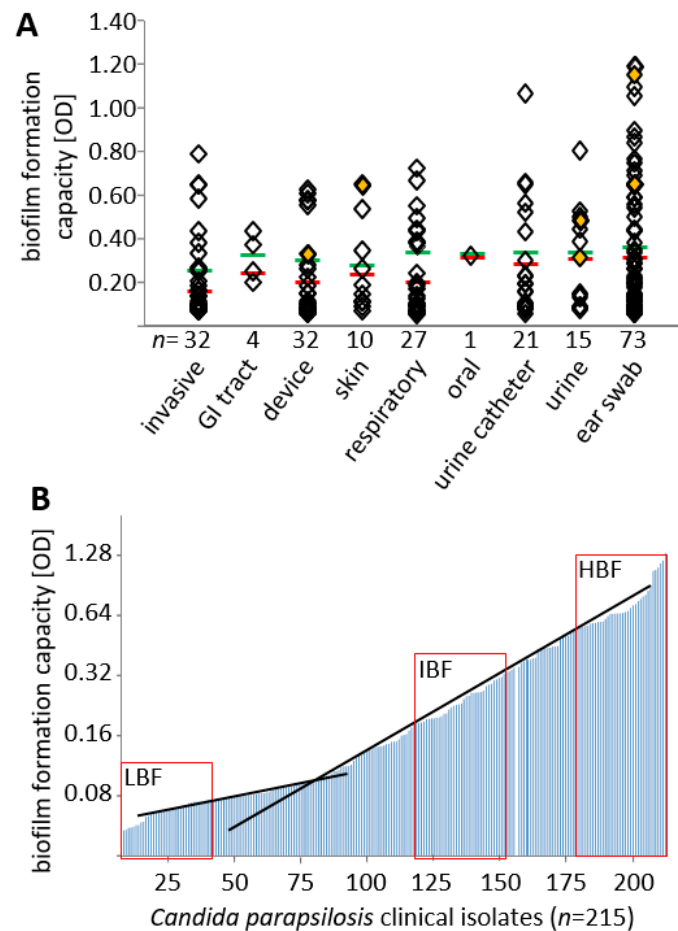 A
biofilm formation
capacity [OD]
1.40
1.20
1.00
0.80
0.60
0.40
0.20
n= 32 4 32 10 27 1 21 15 73
invasive
GI tract
device
skin
respiratory
oral
urine catheter
urine
ear swab
B
biofilm formation capacity [OD]
1.28
0.64
0.32
0.16
0.08
LBF
IBF
HBF
25 50 75 100 125 150 175 200
Candida parapsilosis clinical isolates (n=215)